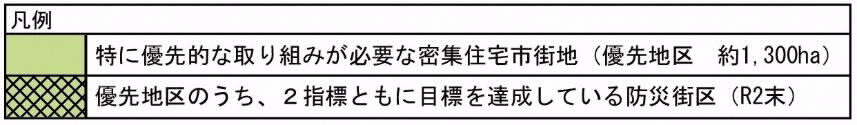 凡例
特に優先的な取り組みが必要な密集住宅市街地（優先地区　約1,300ha）
優先地区のうち、２指標ともに目標を達成している防災街区（R2末）